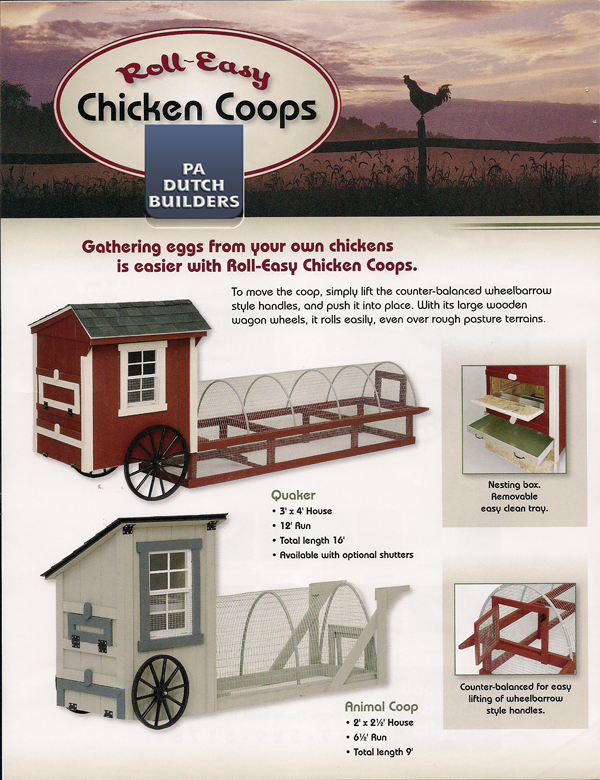 Roll-Easy
Chicken Coops
PA
DUTCH
BUILDERS
Gathering eggs from your own chickens
is easier with Roll-Easy Chicken Coops.
To move the coop, simply lift the counter-balanced wheelbarrow
style handles, and push it into place. With its large wooden
wagon wheels, it rolls easily, even over rough pasture terrains.
Nesting box.
Removable
easy clean tray.
Quaker
• 3' x 4' House
• 12' Run
• Total length 16'
• Available with optional shutters
Counter-balanced for easy
lifting of wheelbarrow
style handles.
Animal Coop
• 2' x 2½' House
• 6½' Run
• Total length 9'